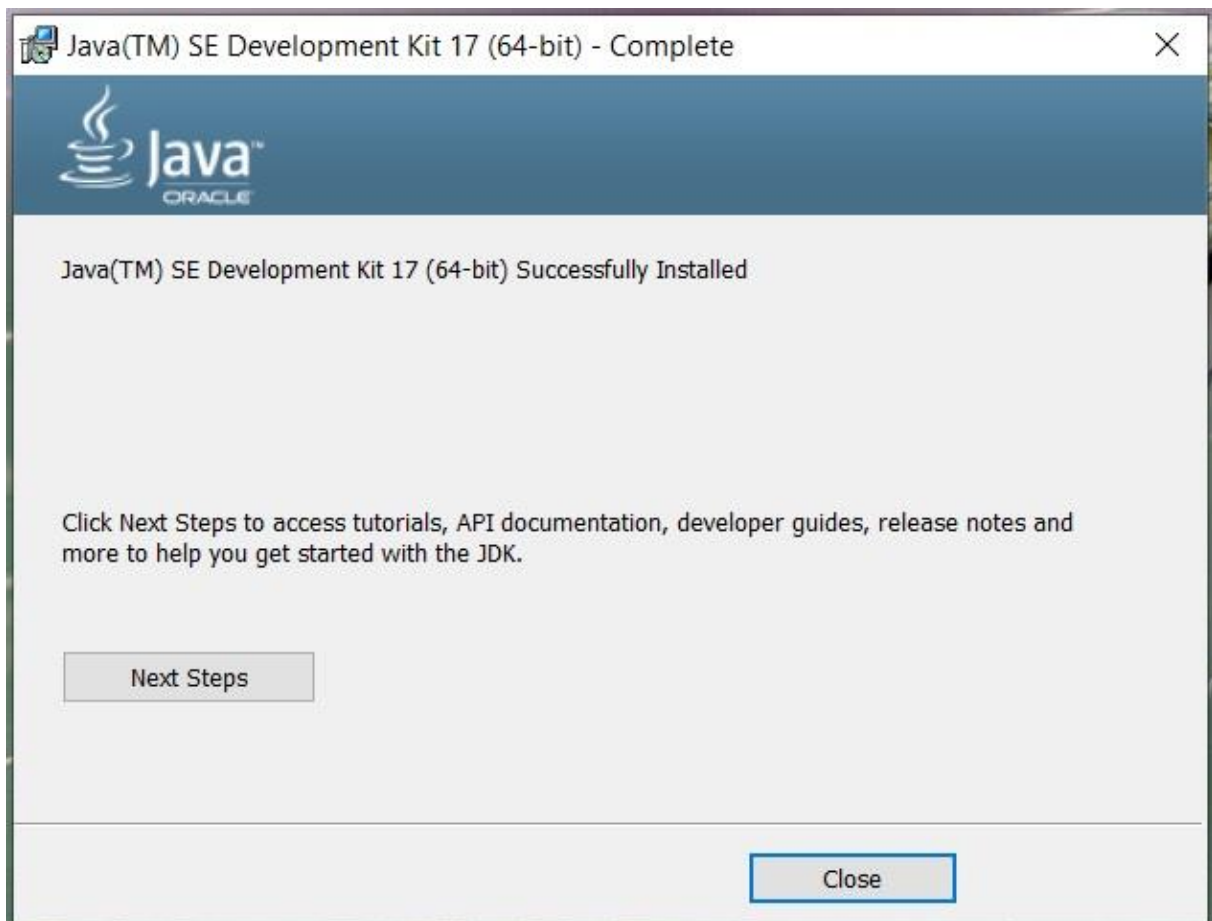 Java(TM) SE Development Kit 17 (64-bit) - Complete
Java™
ORACLE
Java(TM) SE Development Kit 17 (64-bit) Successfully Installed
Click Next Steps to access tutorials, API documentation, developer guides, release notes and
more to help you get started with the JDK.
Next Steps
Close